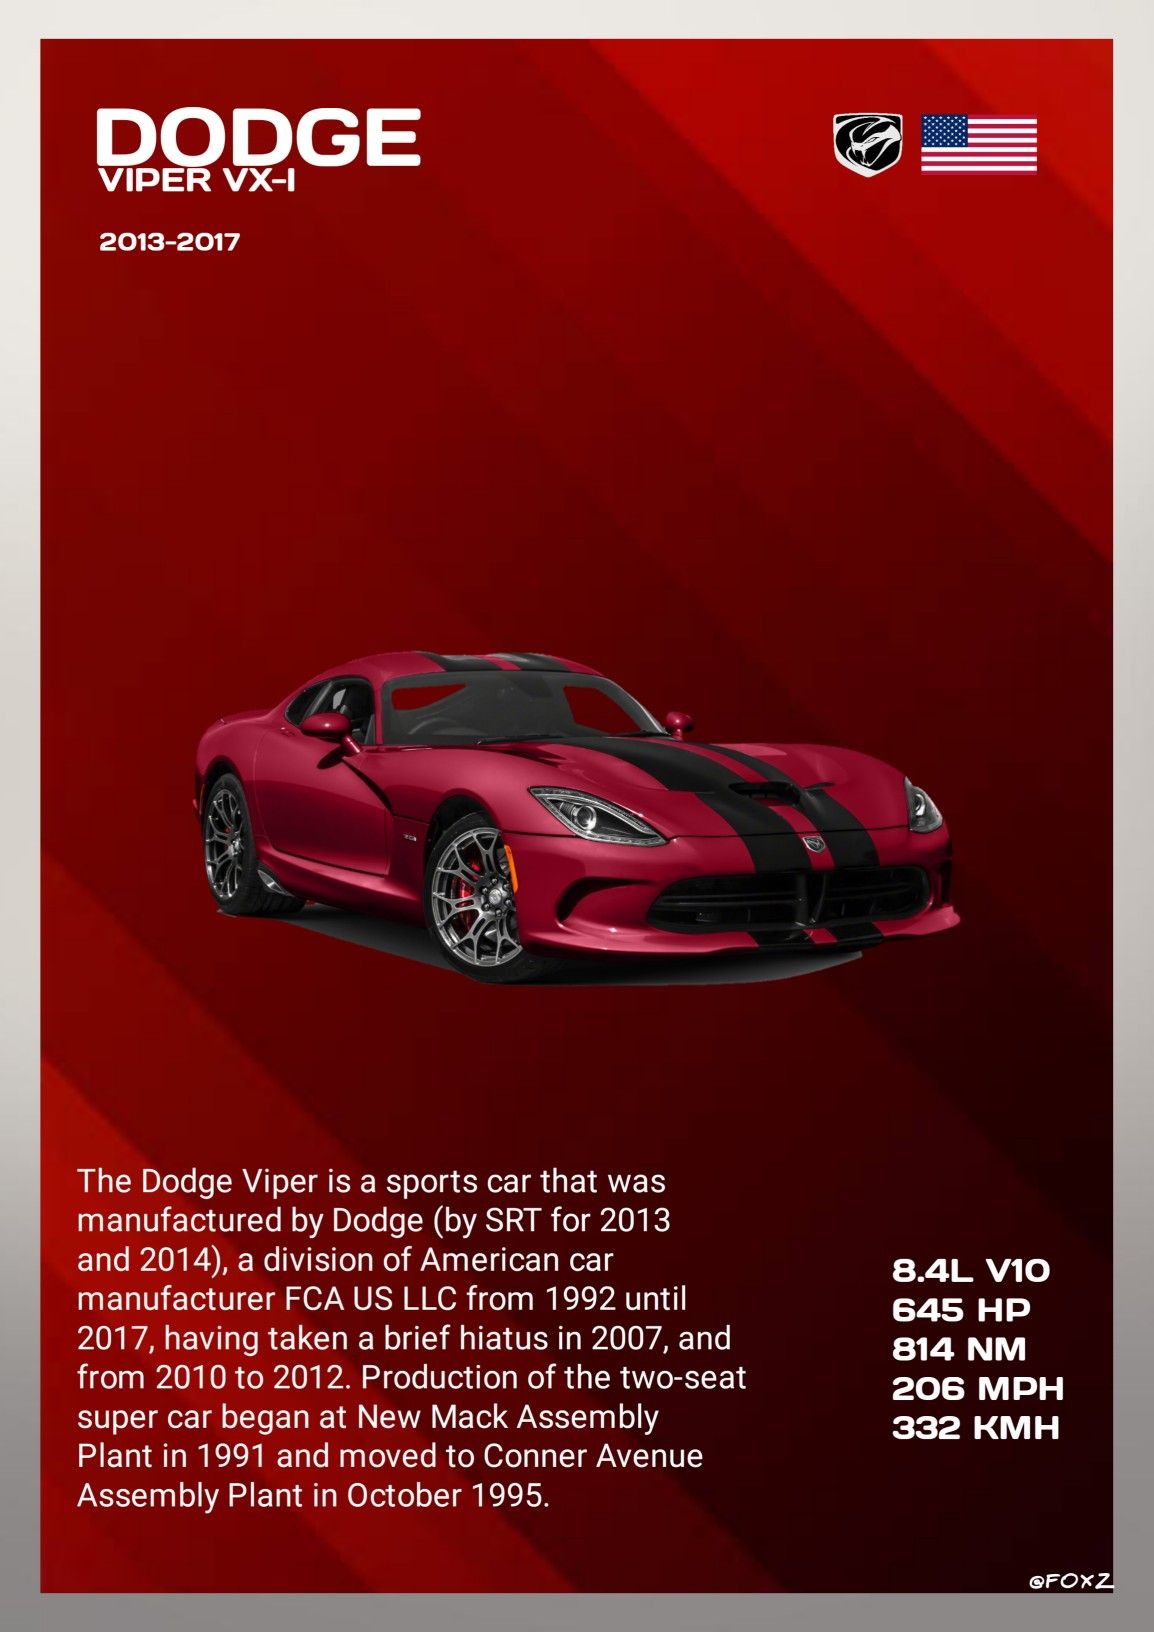 DODGE
VIPER VX-I
2013-2017
The Dodge Viper is a sports car that was
manufactured by Dodge (by SRT for 2013
and 2014), a division of American car
manufacturer FCA US LLC from 1992 until
2017, having taken a brief hiatus in 2007, and
from 2010 to 2012. Production of the two-seat
super car began at New Mack Assembly
Plant in 1991 and moved to Conner Avenue
Assembly Plant in October 1995.
8.4L V10
645 HP
814 NM
206 MPH
332 KMH
@FOXZ